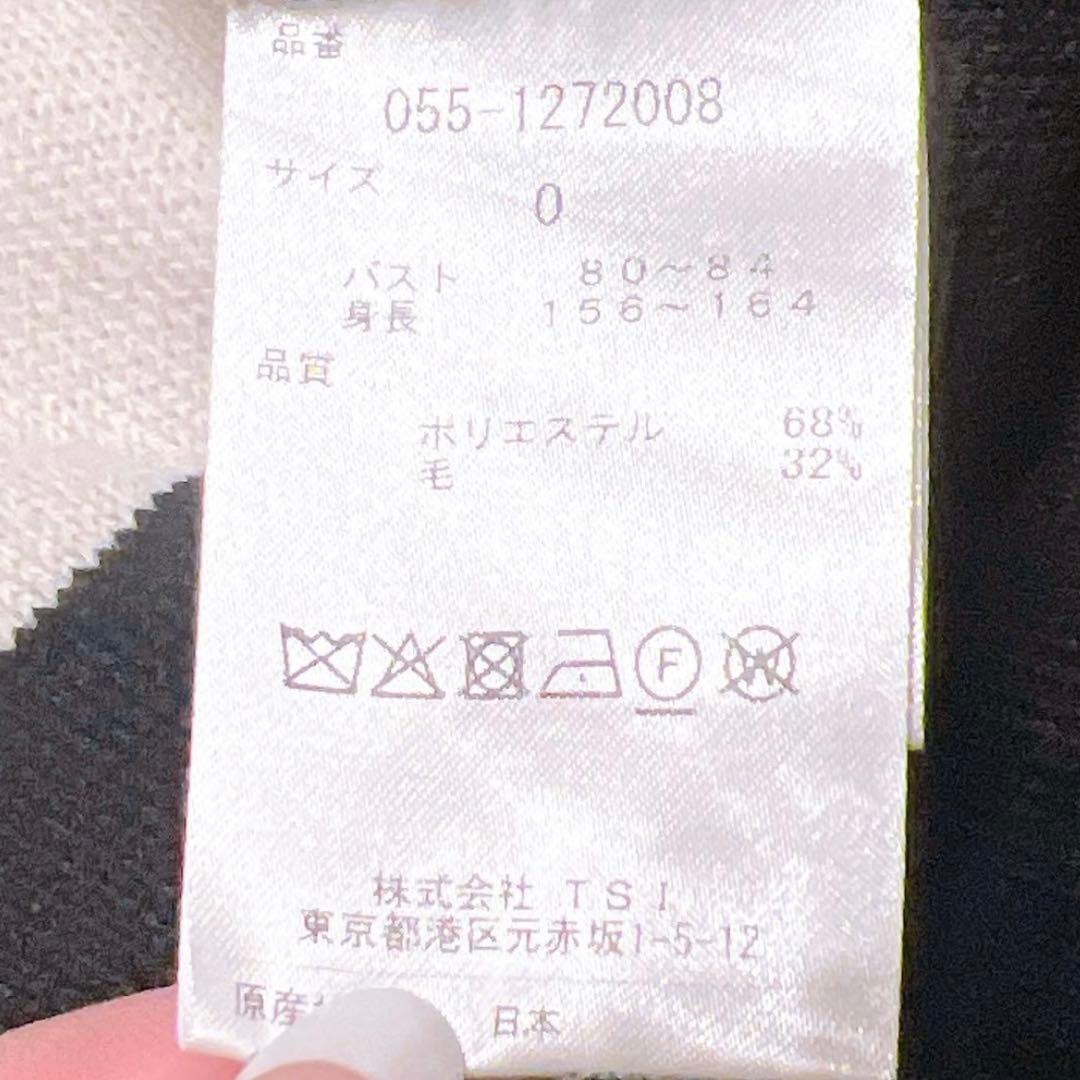 品番
055-1272008
サイズ 0
バスト 80〜84
身長 156〜164
品質
ポリエステル 68%
毛 32%
F W
株式会社 TSI
東京都港区元赤坂1-5-12
原産 日本